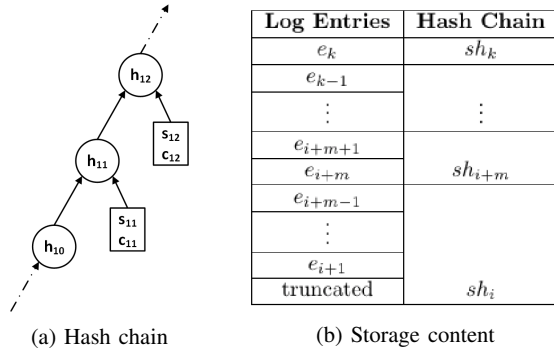 h12
s12
c12
h11
s11
c11
h10
(a) Hash chain
Log Entries Hash Chain
e_k sh_k
e_{k−1}
⋮ ⋮
e_{i+m+1}
e_{i+m} sh_{i+m}
e_{i+m−1}
⋮
e_{i+1}
truncated sh_i
(b) Storage content